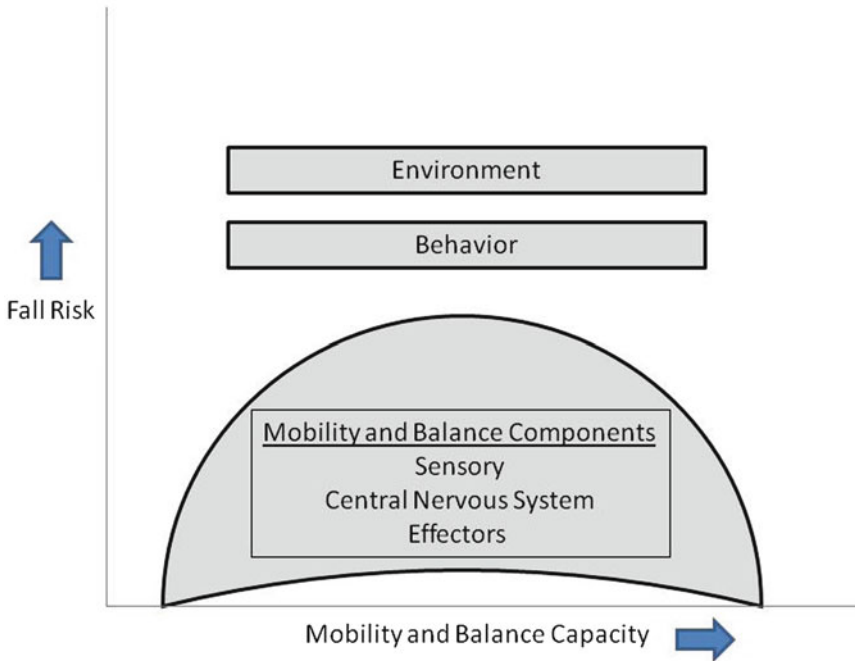 Environment
Behavior
Fall Risk
Mobility and Balance Components
Sensory
Central Nervous System
Effectors
Mobility and Balance Capacity